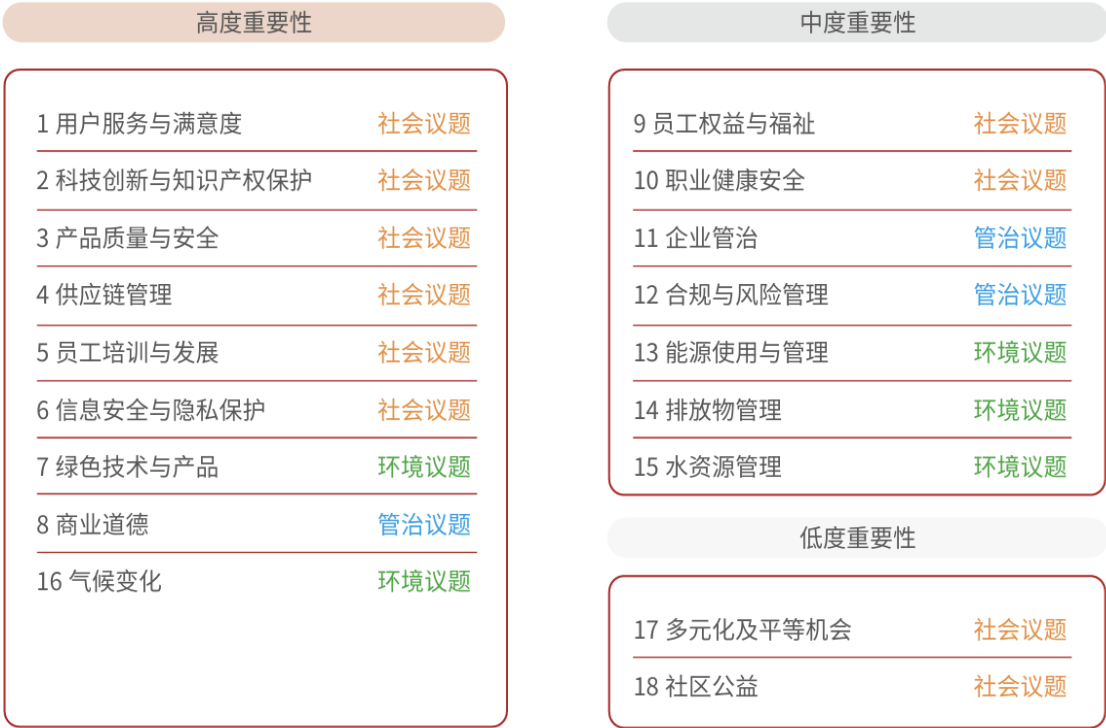 高度重要性
1 用户服务与满意度 社会议题
2 科技创新与知识产权保护 社会议题
3 产品质量与安全 社会议题
4 供应链管理 社会议题
5 员工培训与发展 社会议题
6 信息安全与隐私保护 社会议题
7 绿色技术与产品 环境议题
8 商业道德 管治议题
16 气候变化 环境议题
中度重要性
9 员工权益与福祉 社会议题
10 职业健康安全 社会议题
11 企业管治 管治议题
12 合规与风险管理 管治议题
13 能源使用与管理 环境议题
14 排放物管理 环境议题
15 水资源管理 环境议题
低度重要性
17 多元化及平等机会 社会议题
18 社区公益 社会议题